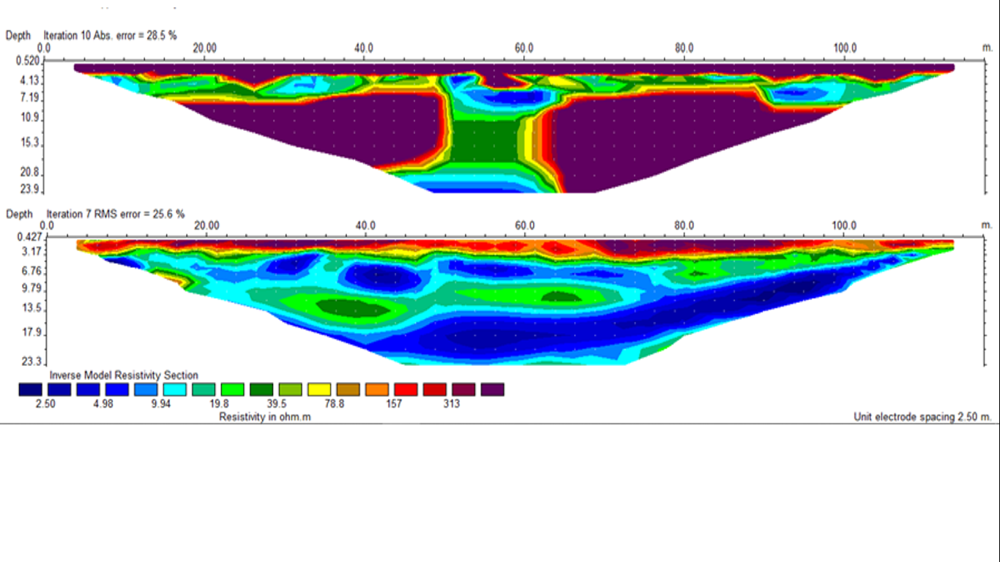 Depth Iteration 10 Abs. error = 28.5 %
0.0 20.00 40.0 60.0 80.0 100.0 m.
0.520
4.13
7.19
10.9
15.3
20.8
23.9
Depth Iteration 7 RMS error = 25.6 %
0.0 20.00 40.0 60.0 80.0 100.0 m.
0.427
3.17
6.76
9.79
13.5
17.9
23.3
Inverse Model Resistivity Section
2.50 4.98 9.94 19.8 39.5 78.8 157 313
Resistivity in ohm.m Unit electrode spacing 2.50 m.